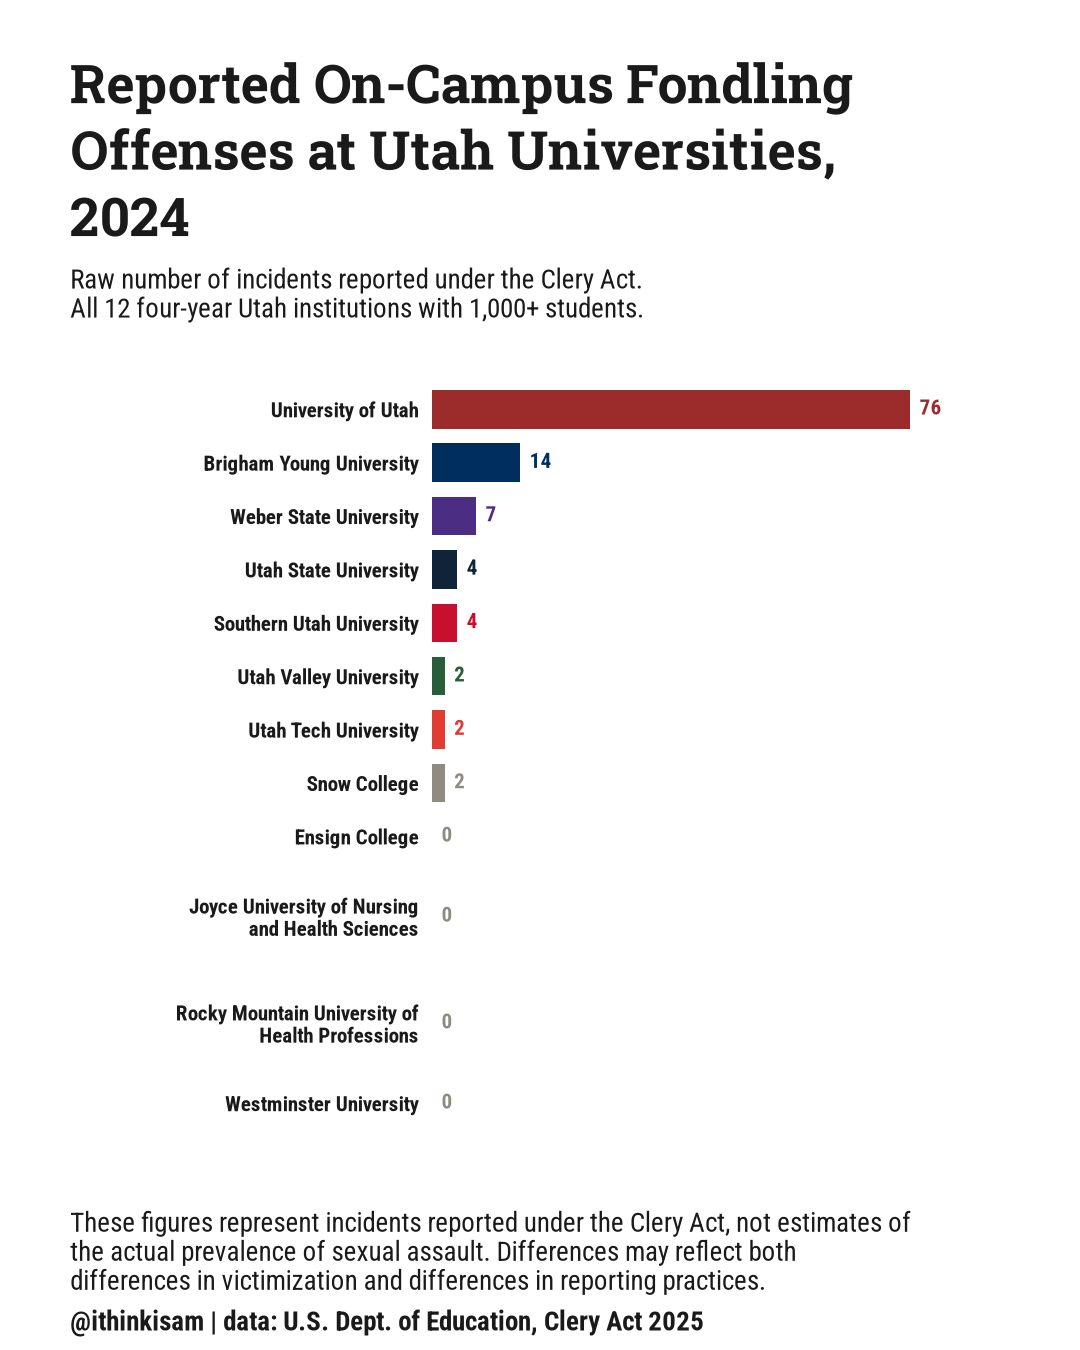 Reported On-Campus Fondling
Offenses at Utah Universities,
2024
Raw number of incidents reported under the Clery Act.
All 12 four-year Utah institutions with 1,000+ students.
University of Utah 76
Brigham Young University 14
Weber State University 7
Utah State University 4
Southern Utah University 4
Utah Valley University 2
Utah Tech University 2
Snow College 2
Ensign College 0
Joyce University of Nursing
and Health Sciences 0
Rocky Mountain University of
Health Professions 0
Westminster University 0
These figures represent incidents reported under the Clery Act, not estimates of
the actual prevalence of sexual assault. Differences may reflect both
differences in victimization and differences in reporting practices.
@ithinkisam | data: U.S. Dept. of Education, Clery Act 2025